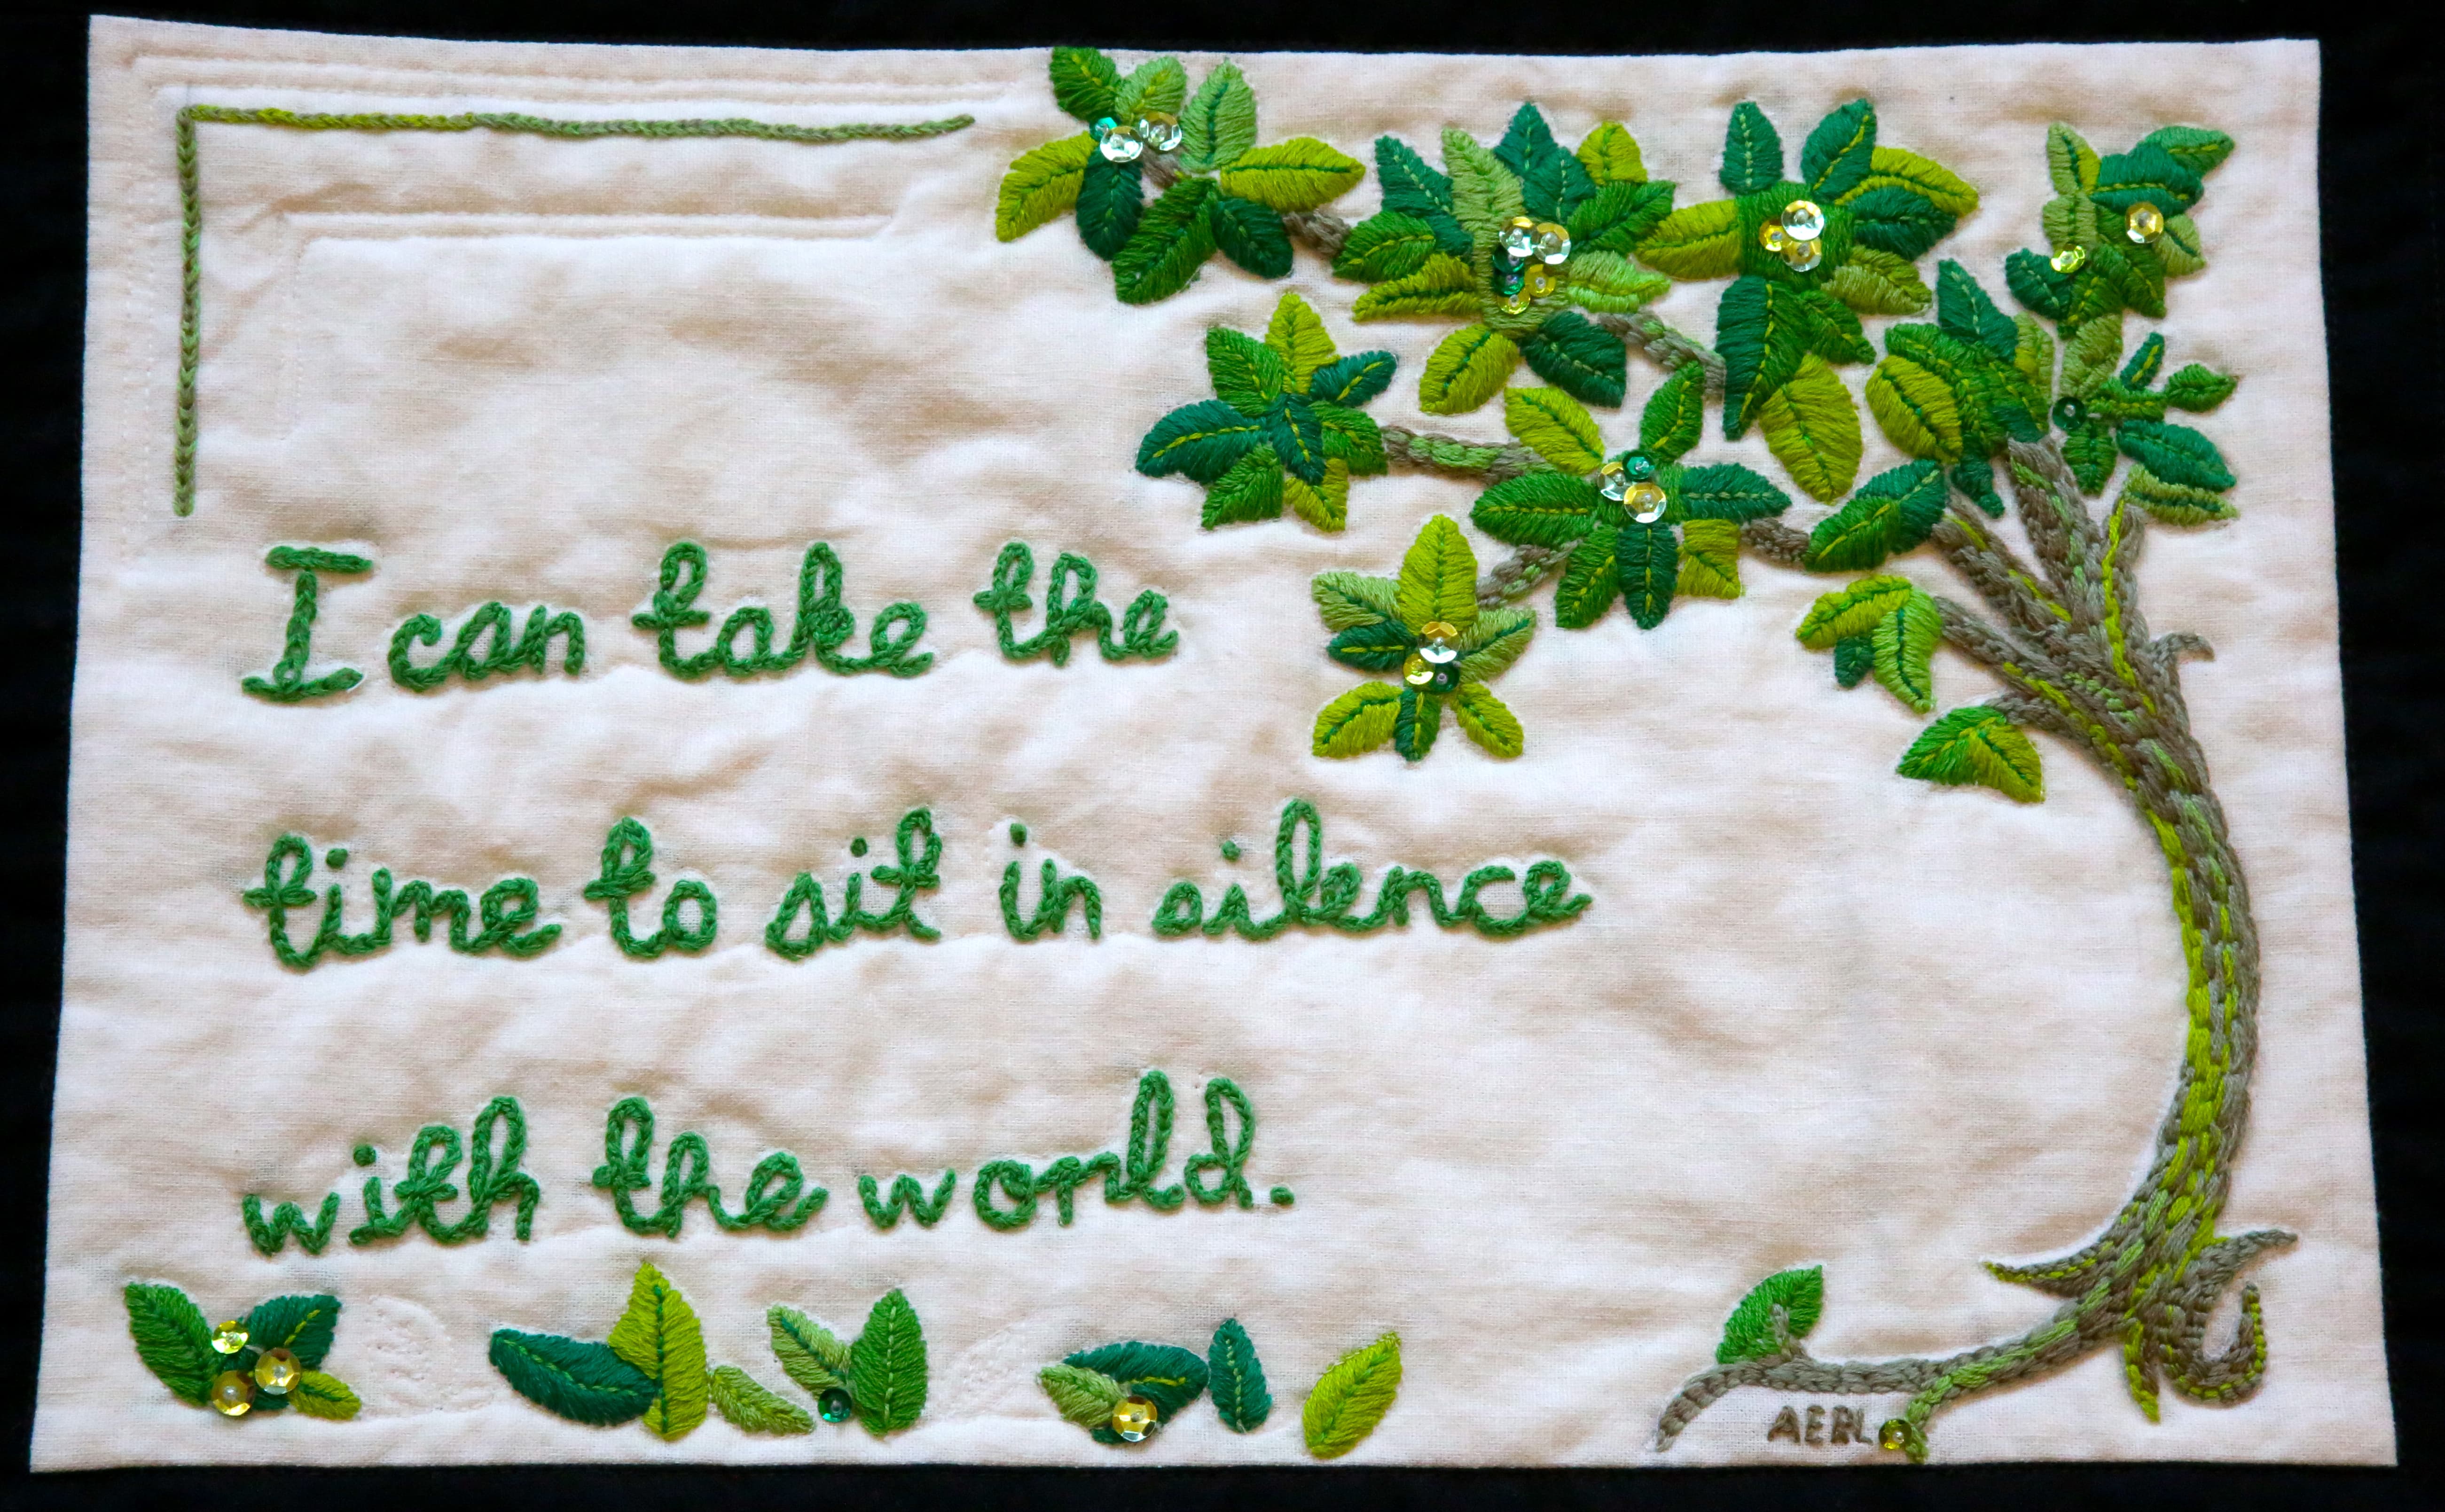 I can take the
time to sit in silence
with the world.
AEBL